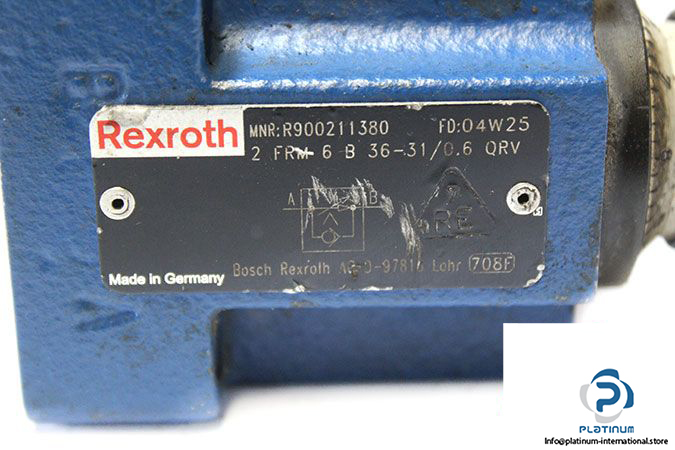 Rexroth
MNR:R900211380 FD:04W25
2 FRM 6 B 36-31/0.6 QRV
A B
RE
Bosch Rexroth AG D-97816 Lohr 708F
Made in Germany
B
PLATINUM
Info@platinum-international.store